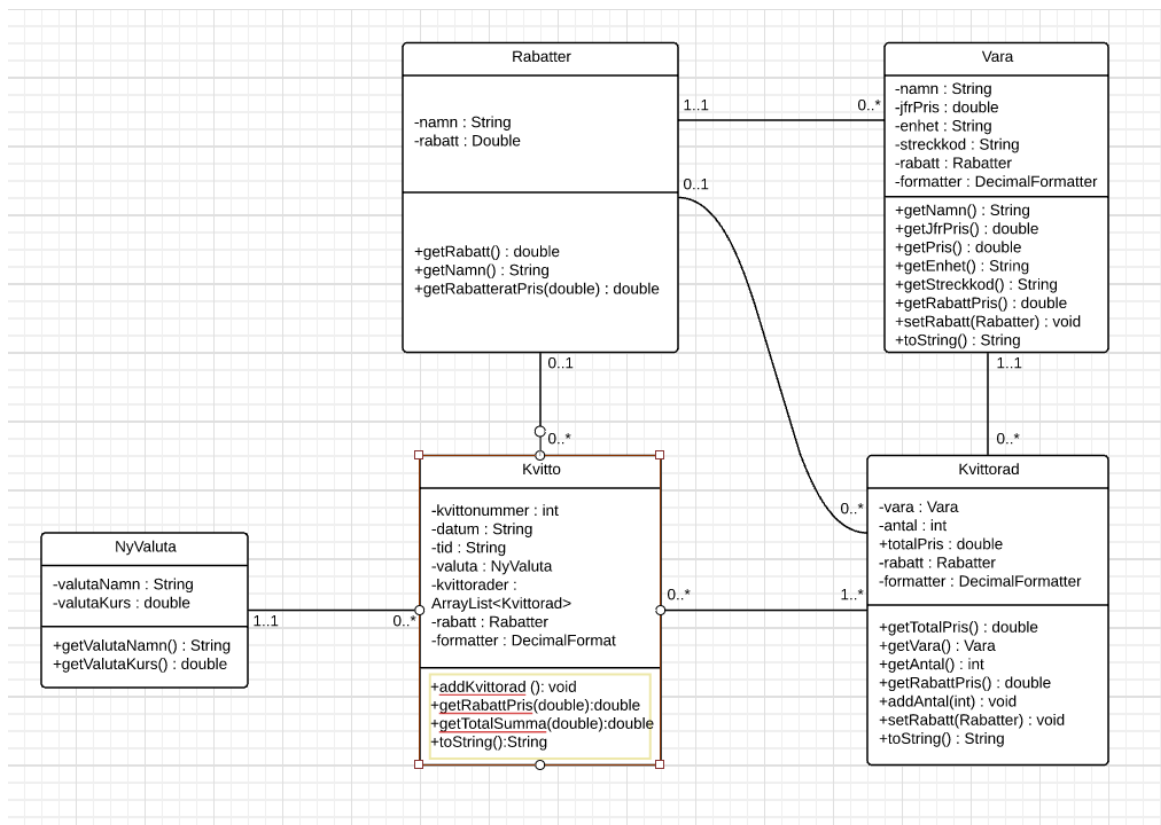 Rabatter
-namn : String
-rabatt : Double
+getRabatt() : double
+getNamn() : String
+getRabatteratPris(double) : double
1..1
0..*
0..1
Vara
-namn : String
-jfrPris : double
-enhet : String
-streckkod : String
-rabatt : Rabatter
-formatter : DecimalFormatter
+getNamn() : String
+getJfrPris() : double
+getPris() : double
+getEnhet() : String
+getStreckkod() : String
+getRabattPris() : double
+setRabatt(Rabatter) : void
+toString() : String
0..1
0..*
1..1
0..*
NyValuta
-valutaNamn : String
-valutaKurs : double
+getValutaNamn() : String
+getValutaKurs() : double
1..1
0..*
Kvitto
-kvittonummer : int
-datum : String
-tid : String
-valuta : NyValuta
-kvittorader :
ArrayList<Kvittorad>
-rabatt : Rabatter
-formatter : DecimalFormat
+addKvittorad (): void
+getRabattPris(double):double
+getTotalSumma(double):double
+toString():String
0..*
1..*
0..*
Kvittorad
-vara : Vara
-antal : int
+totalPris : double
-rabatt : Rabatter
-formatter : DecimalFormatter
+getTotalPris() : double
+getVara() : Vara
+getAntal() : int
+getRabattPris() : double
+addAntal(int) : void
+setRabatt(Rabatter) : void
+toString() : String